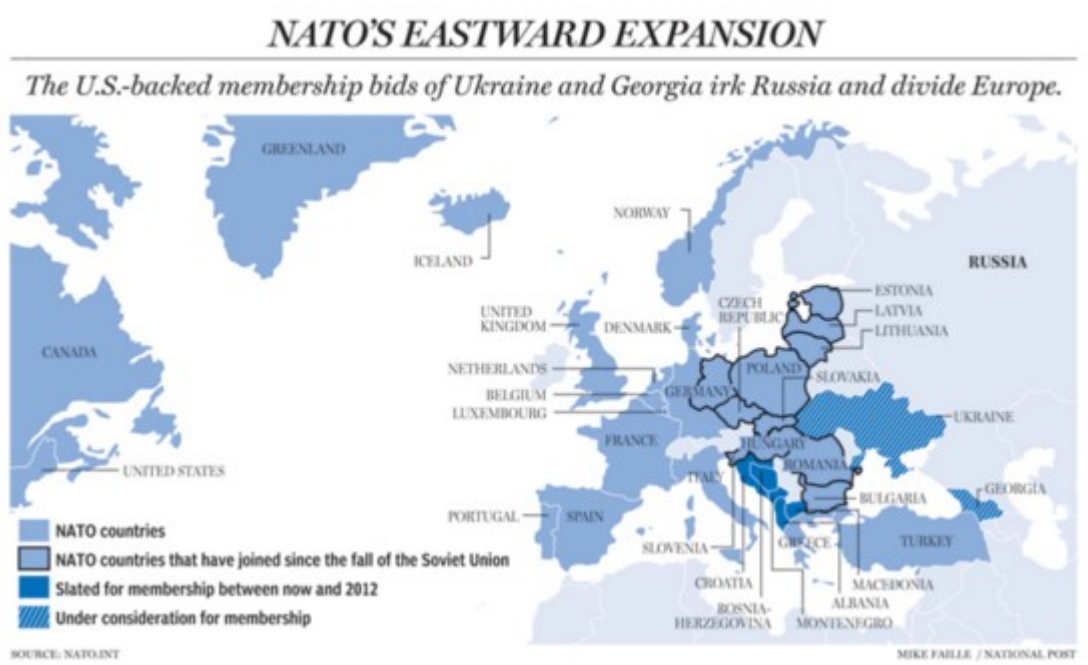 NATO'S EASTWARD EXPANSION
The U.S.-backed membership bids of Ukraine and Georgia irk Russia and divide Europe.
GREENLAND
NORWAY
ICELAND
RUSSIA
CANADA
UNITED STATES
UNITED
KINGDOM
DENMARK
CZECH
REPUBLIC
ESTONIA
LATVIA
LITHUANIA
NETHERLANDS
BELGIUM
LUXEMBOURG
GERMANY
POLAND
SLOVAKIA
UKRAINE
FRANCE
HUNGARY
ROMANIA
ITALY
BULGARIA
GEORGIA
PORTUGAL
SPAIN
SLOVENIA
GREECE
TURKEY
CROATIA
MACEDONIA
BOSNIA-
HERZEGOVINA
ALBANIA
MONTENEGRO
NATO countries
NATO countries that have joined since the fall of the Soviet Union
Slated for membership between now and 2012
Under consideration for membership
SOURCE: NATO.INT
MIKE FAILLE / NATIONAL POST